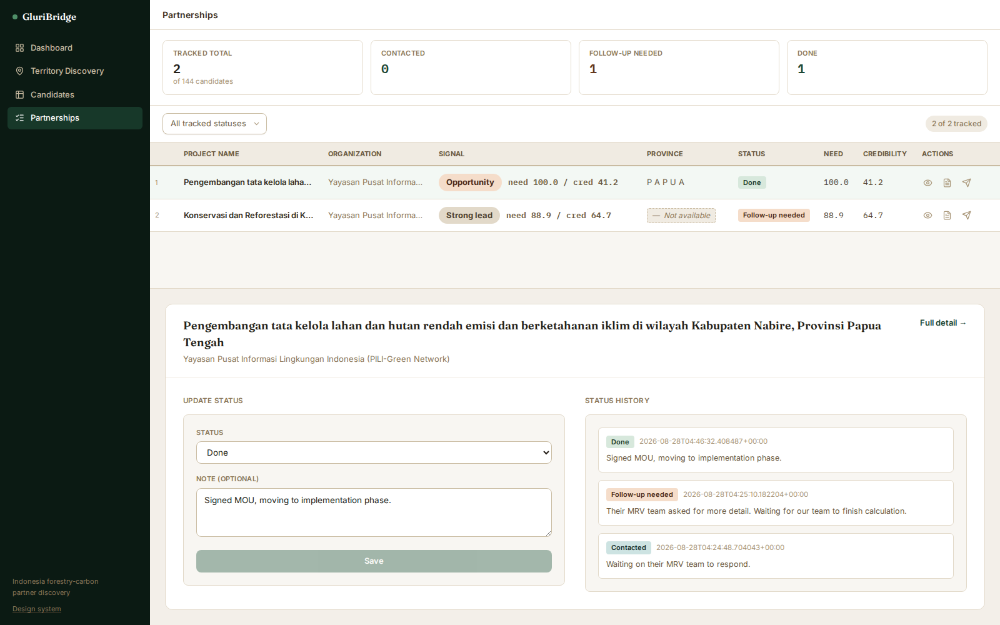 GluriBridge
Dashboard
Territory Discovery
Candidates
Partnerships
Indonesia forestry-carbon
partner discovery
Design system
Partnerships
TRACKED TOTAL
2
of 144 candidates
CONTACTED
0
FOLLOW-UP NEEDED
1
DONE
1
All tracked statuses
2 of 2 tracked
PROJECT NAME ORGANIZATION SIGNAL PROVINCE STATUS NEED CREDIBILITY ACTIONS
1 Pengembangan tata kelola laha... Yayasan Pusat Informa... Opportunity need 100.0 / cred 41.2 PAPUA Done 100.0 41.2
2 Konservasi dan Reforestasi di K... Yayasan Pusat Informa... Strong lead need 88.9 / cred 64.7 — Not available Follow-up needed 88.9 64.7
Pengembangan tata kelola lahan dan hutan rendah emisi dan berketahanan iklim di wilayah Kabupaten Nabire, Provinsi Papua
Tengah
Full detail →
Yayasan Pusat Informasi Lingkungan Indonesia (PILI-Green Network)
UPDATE STATUS
STATUS
Done
NOTE (OPTIONAL)
Signed MOU, moving to implementation phase.
Save
STATUS HISTORY
Done 2026-08-28T04:46:32.408487+00:00
Signed MOU, moving to implementation phase.
Follow-up needed 2026-08-28T04:25:10.182204+00:00
Their MRV team asked for more detail. Waiting for our team to finish calculation.
Contacted 2026-08-28T04:24:48.704043+00:00
Waiting on their MRV team to respond.